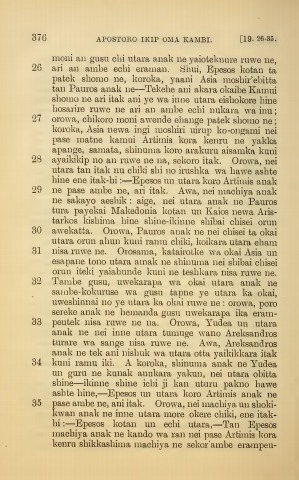 376 APOSTORO IKIP OMA KAMBI. [19. 26-35.
moni an gusu chi utara anak ne yaioteknure ruwe ne,
26 ari an ambe echi eraman. Shui, Epesos kotan ta
patek shomo ne, koroka, yaani Asia moshir'ebitta
tan Pauros anak ne—Tekehe ani akara okaibe Kamui
shomo ne ari itak ani ye wa inne utara eishokore hine
hosarire ruwe ne ari an ambe echi nukara wa inu;
27 orowa, chikoro moni awende ehange patek shomo ne;
koroka, Asia newa ingi moshiri uirup ko-ongami nei
pase matne kamui Artimis kora kenru ne yakka
apange, samata, shinuma koro arakuru aisamka kuni
28 ayaikikip no an ruwe ne na, sekoro itak. Orowa, nei
utara tan itak nu chiki shi no irushka wa hawe ashte
hine ene itak-hi:—Epesos un utara koro Artimis anak
29 ne pase ambe ne, ari itak. Awa, nei machiya anak
ne sakayo aeshik: aige, nei utara anak ne Pauros
tura payekai Makedonia kotan un Kaios newa Aris-
tarkos kishima hine shine-ikinne shibai chisei orun
30 awekatta. Orowa, Pauros anak ne nei chisei ta okai
utara orun ahun kuni ramu chiki, koikara utara eham
31 nisa ruwe ne. Orosama, katairotke wa okai Asia un
esapane tono utara anak ne shinuma nei shibai chisei
orun iteki yaiahunde kuni ne teshkara nisa ruwe ne.
32 Tambe gusu, uwekarapa wa okai utara anak ne
sambe-kokuruse wa gusu tapne ye utara ka okai,
uweshinnai no ye utara ka okai ruwe ne: orowa, poro
sereke anak ne hemanda gusu uwekarapa ika eram-
33 peutek nisa ruwe ne na. Orowa, Yudea un utara
anak ne nei inne utara tumuge wano Areksandros
turare wa sange nisa ruwe ne. Awa, Areksandros
anak ne tek ani nishuk wa utara otta yaikikkara itak
34 kuni ramu iki. A koroka, shinuma anak ne Yudea
un guru ne kunak amukara yakun, nei utara obitta
shine—ikinne shine ichi ji kan uturu pakno hawe
ashte hine,—Epesos un utara koro Artimis anak ne
35 pase ambe ne, ani itak. Orowa, nei machiya un shoki-
kwan anak ne inne utara more okere chiki, ene itak-
hi:—Epesos kotan un echi utara,—Tan Epesos
machiya anak ne kando wa ran nei pase Artimis kora
kenru shikkashima machiya ne sekor'ambe erampeu-